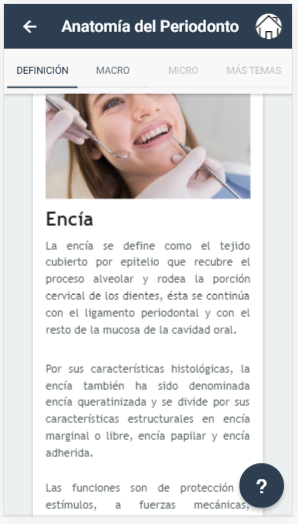 Anatomía del Periodonto
DEFINICIÓN MACRO MICRO MÁS TEMAS
Encía
La encía se define como el tejido
cubierto por epitelio que recubre el
proceso alveolar y rodea la porción
cervical de los dientes, ésta se continúa
con el ligamento periodontal y con el
resto de la mucosa de la cavidad oral.
Por sus características histológicas, la
encía también ha sido denominada
encía queratinizada y se divide por sus
características estructurales en encía
marginal o libre, encía papilar y encía
adherida.
Las funciones son de protección
estímulos, a fuerzas mecánicas,
?